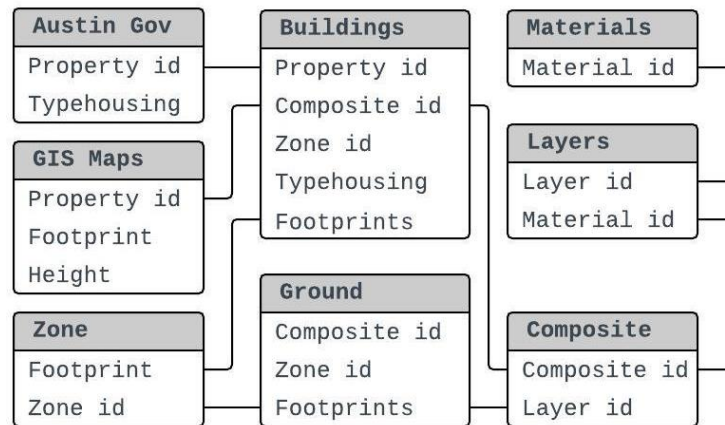 Austin Gov
Property id
Typehousing
GIS Maps
Property id
Footprint
Height
Zone
Footprint
Zone id
Buildings
Property id
Composite id
Zone id
Typehousing
Footprints
Ground
Composite id
Zone id
Footprints
Materials
Material id
Layers
Layer id
Material id
Composite
Composite id
Layer id